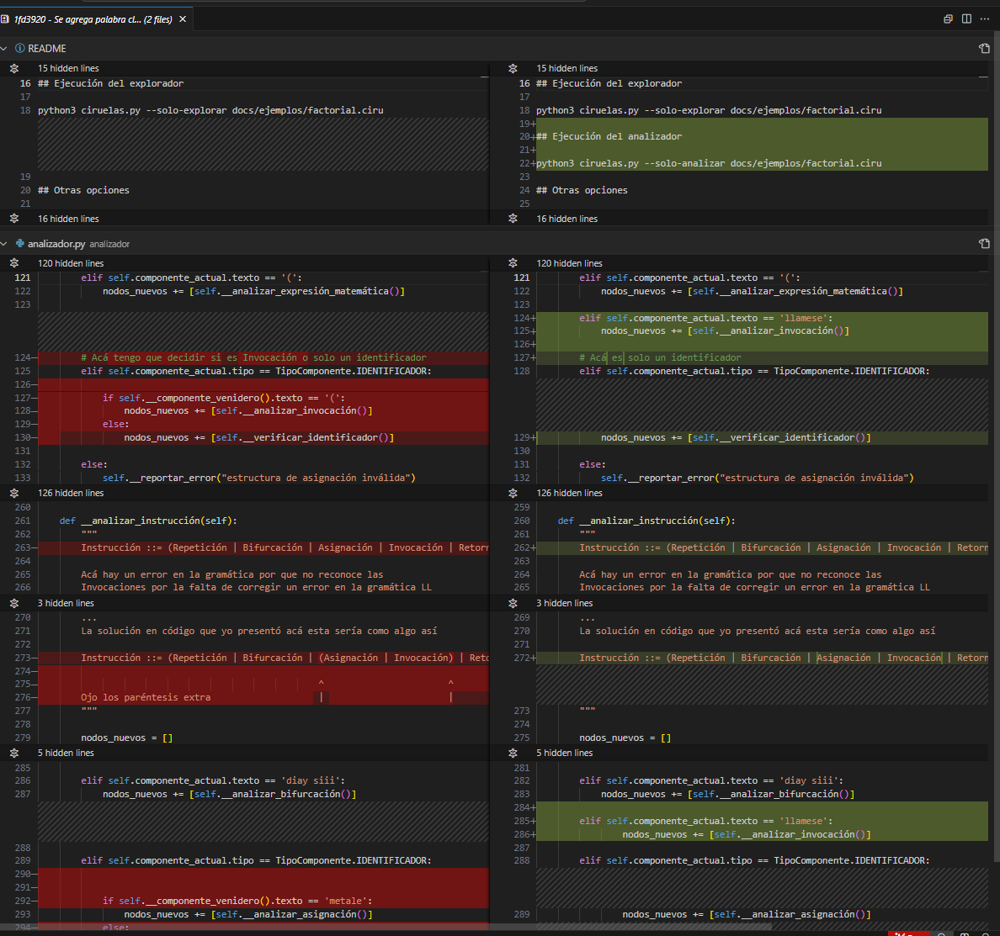 1fd3920 - Se agrega palabra cl... (2 files)
README
15 hidden lines
16 ## Ejecución del explorador
17
18 python3 ciruelas.py --solo-explorar docs/ejemplos/factorial.ciru
19
20 ## Otras opciones
21
16 hidden lines
15 hidden lines
16 ## Ejecución del explorador
17
18 python3 ciruelas.py --solo-explorar docs/ejemplos/factorial.ciru
19+
20+ ## Ejecución del analizador
21+
22+ python3 ciruelas.py --solo-analizar docs/ejemplos/factorial.ciru
23
24 ## Otras opciones
25
16 hidden lines
analizador.py analizador
120 hidden lines
121 elif self.componente_actual.texto == '(':
122 nodos_nuevos += [self.__analizar_expresión_matemática()]
123
124— # Acá tengo que decidir si es Invocación o solo un identificador
125 elif self.componente_actual.tipo == TipoComponente.IDENTIFICADOR:
126—
127— if self.__componente_venidero().texto == '(':
128— nodos_nuevos += [self.__analizar_invocación()]
129— else:
130— nodos_nuevos += [self.__verificar_identificador()]
131
132 else:
133 self.__reportar_error("estructura de asignación inválida")
126 hidden lines
260
261 def __analizar_instrucción(self):
262 """
263— Instrucción ::= (Repetición | Bifurcación | Asignación | Invocación | Retorn
264
265 Acá hay un error en la gramática por que no reconoce las
266 Invocaciones por la falta de corregir un error en la gramática LL
3 hidden lines
270 ...
271 La solución en código que yo presentó acá esta sería como algo así
272
273— Instrucción ::= (Repetición | Bifurcación | (Asignación | Invocación) | Reto
274—
275— ^ ^
276— Ojo los paréntesis extra | |
277 """
278
279 nodos_nuevos = []
5 hidden lines
285
286 elif self.componente_actual.texto == 'diay siii':
287 nodos_nuevos += [self.__analizar_bifurcación()]
288
289 elif self.componente_actual.tipo == TipoComponente.IDENTIFICADOR:
290—
291—
292— if self.__componente_venidero().texto == 'metale':
293 nodos_nuevos += [self.__analizar_asignación()]
294— else:
120 hidden lines
121 elif self.componente_actual.texto == '(':
122 nodos_nuevos += [self.__analizar_expresión_matemática()]
123
124+ elif self.componente_actual.texto == 'llamese':
125+ nodos_nuevos += [self.__analizar_invocación()]
126+
127+ # Acá es solo un identificador
128 elif self.componente_actual.tipo == TipoComponente.IDENTIFICADOR:
129+ nodos_nuevos += [self.__verificar_identificador()]
130
131 else:
132 self.__reportar_error("estructura de asignación inválida")
126 hidden lines
259
260 def __analizar_instrucción(self):
261 """
262+ Instrucción ::= (Repetición | Bifurcación | Asignación | Invocación | Retorn
263
264 Acá hay un error en la gramática por que no reconoce las
265 Invocaciones por la falta de corregir un error en la gramática LL
3 hidden lines
269 ...
270 La solución en código que yo presentó acá esta sería como algo así
271
272+ Instrucción ::= (Repetición | Bifurcación | Asignación | Invocación | Retorn
273 """
274
275 nodos_nuevos = []
5 hidden lines
281
282 elif self.componente_actual.texto == 'diay siii':
283 nodos_nuevos += [self.__analizar_bifurcación()]
284+
285+ elif self.componente_actual.texto == 'llamese':
286+ nodos_nuevos += [self.__analizar_invocación()]
287
288 elif self.componente_actual.tipo == TipoComponente.IDENTIFICADOR:
289 nodos_nuevos += [self.__analizar_asignación()]